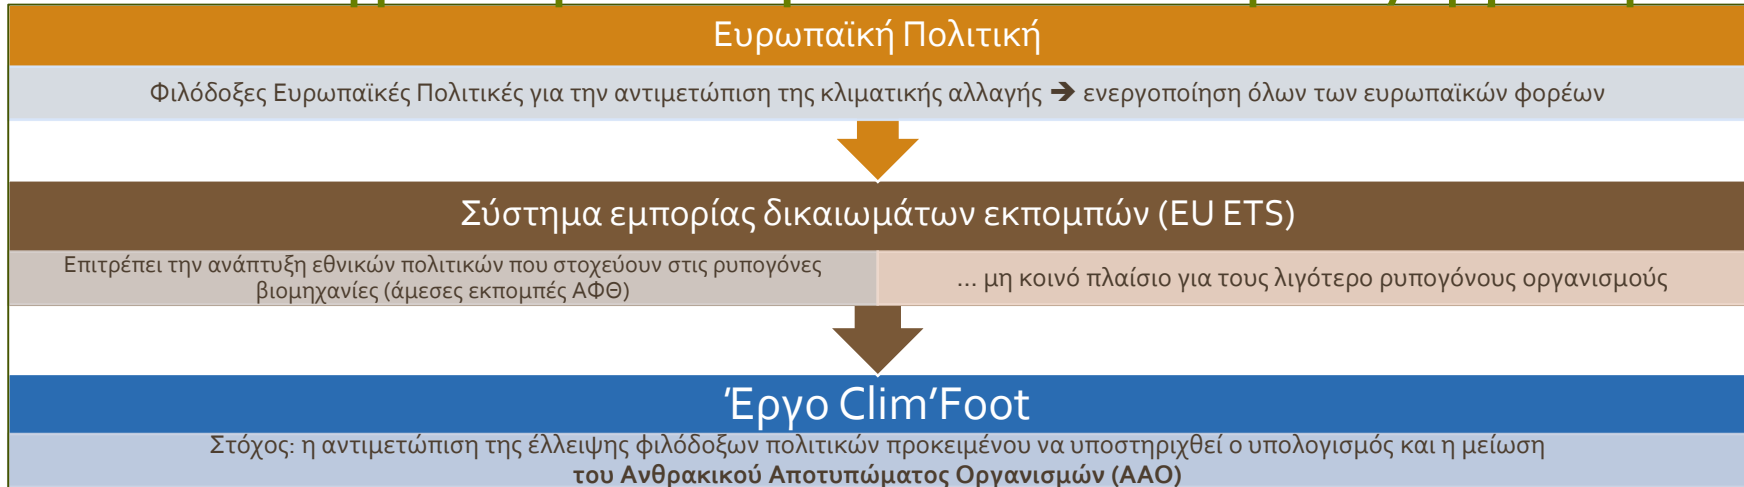 Ευρωπαϊκή Πολιτική
Φιλόδοξες Ευρωπαϊκές Πολιτικές για την αντιμετώπιση της κλιματικής αλλαγής ➔ ενεργοποίηση όλων των ευρωπαϊκών φορέων
Σύστημα εμπορίας δικαιωμάτων εκπομπών (EU ETS)
Επιτρέπει την ανάπτυξη εθνικών πολιτικών που στοχεύουν στις ρυπογόνες
βιομηχανίες (άμεσες εκπομπές ΑΦΘ)
... μη κοινό πλαίσιο για τους λιγότερο ρυπογόνους οργανισμούς
Έργο Clim’Foot
Στόχος: η αντιμετώπιση της έλλειψης φιλόδοξων πολιτικών προκειμένου να υποστηριχθεί ο υπολογισμός και η μείωση
του Ανθρακικού Αποτυπώματος Οργανισμών (ΑΑΟ)